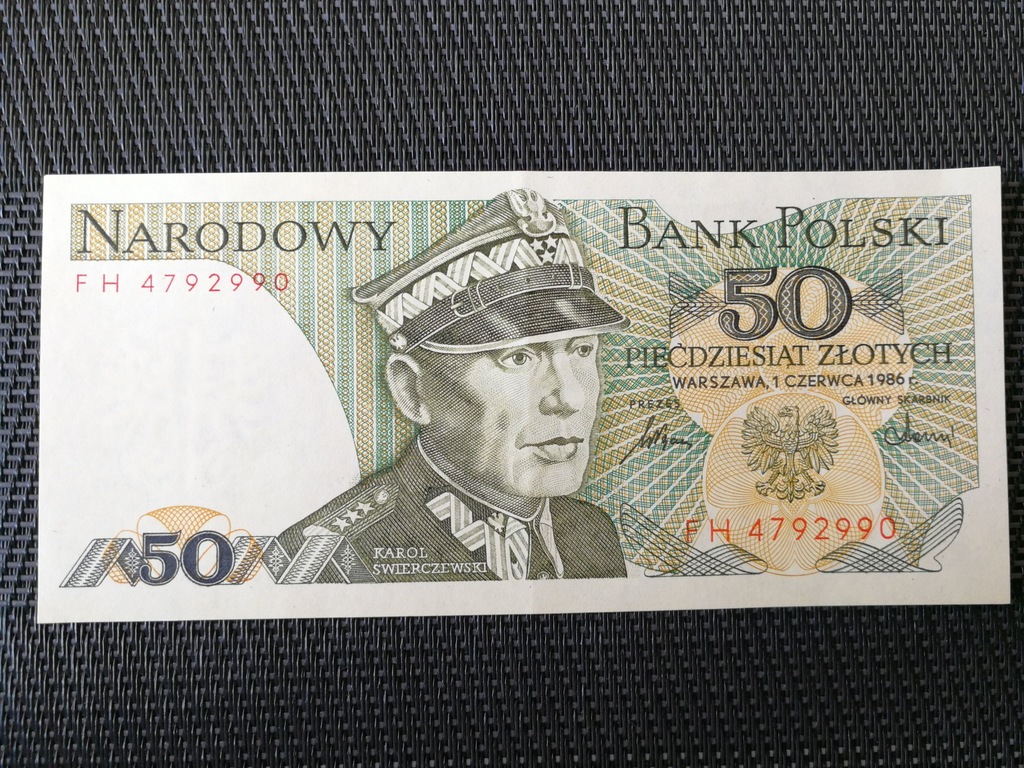 NARODOWY BANK POLSKI
FH 4792990
50
PIĘĆDZIESIĄT ZŁOTYCH
WARSZAWA, 1 CZERWCA 1986 r.
PREZES GŁÓWNY SKARBNIK
FH 4792990
50
KAROL
ŚWIERCZEWSKI